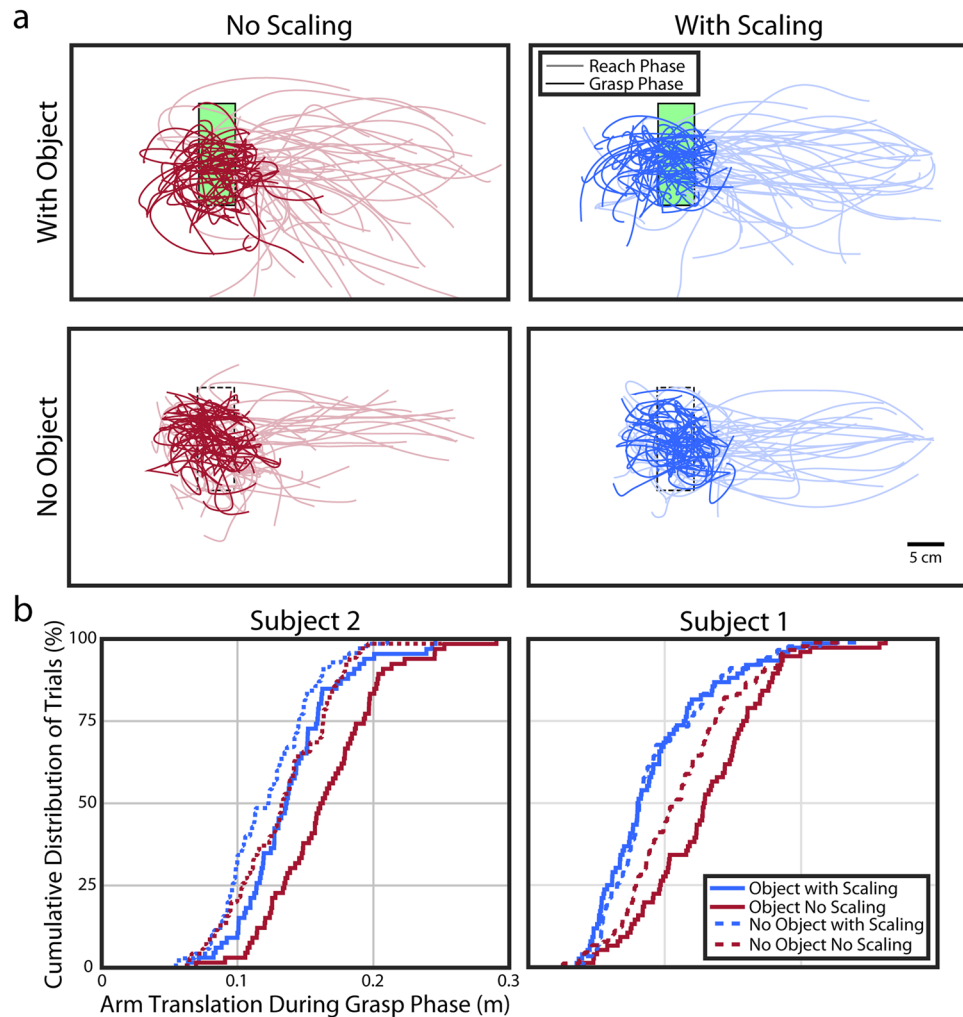 a
No Scaling
With Scaling
With Object
Reach Phase
Grasp Phase
No Object
5 cm
b
Subject 2
Subject 1
Cumulative Distribution of Trials (%)
100
75
50
25
0
0
0.1
0.2
0.3
Arm Translation During Grasp Phase (m)
Object with Scaling
Object No Scaling
No Object with Scaling
No Object No Scaling